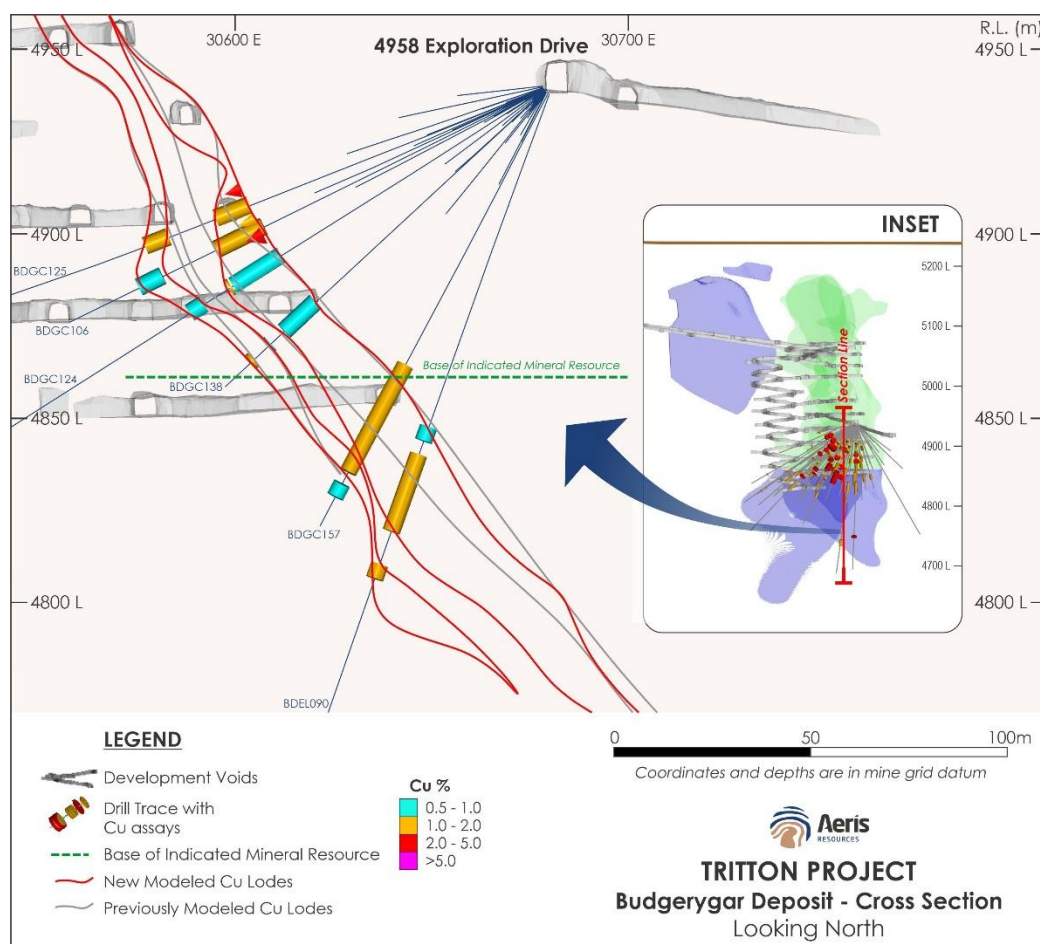 30600 E
30700 E
R.L. (m)
4958 Exploration Drive
4950 L
4950 L
4900 L
4900 L
BDGC125
BDGC106
BDGC124
BDGC138
Base of Indicated Mineral Resource
4850 L
4850 L
BDGC157
4800 L
4800 L
BDEL090
INSET
5200 L
5100 L
Section Line
5000 L
4900 L
4800 L
4700 L
LEGEND
Development Voids
Drill Trace with
Cu assays
Base of Indicated Mineral Resource
New Modeled Cu Lodes
Previously Modeled Cu Lodes
Cu %
0.5 - 1.0
1.0 - 2.0
2.0 - 5.0
>5.0
0 50 100m
Coordinates and depths are in mine grid datum
Aeris
RESOURCES
TRITTON PROJECT
Budgerygar Deposit - Cross Section
Looking North